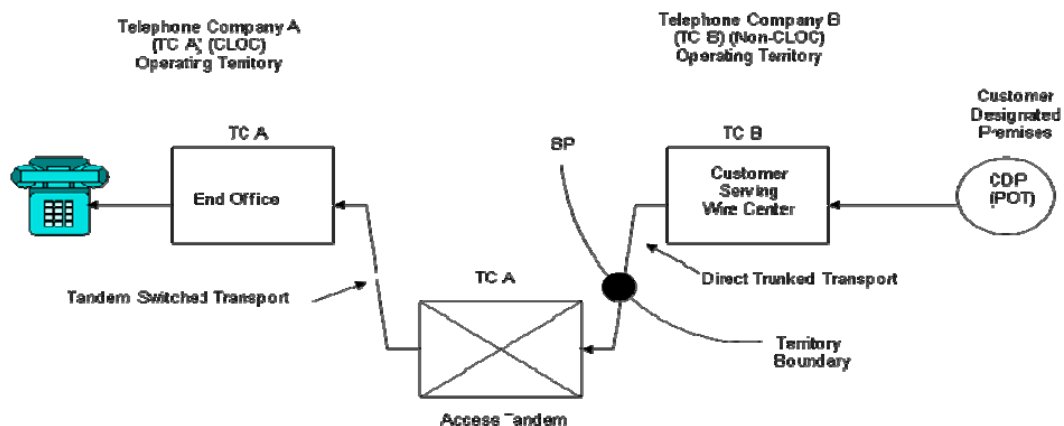 Telephone Company A
(TC A) (CLOC)
Operating Territory
Telephone Company B
(TC B) (Non-CLOC)
Operating Territory
Customer
Designated
Premises
TC A
BP
TC B
End Office
Customer
Serving
Wire Center
CDP
(POT)
Tandem Switched Transport
TC A
Direct Trunked Transport
Territory
Boundary
Access Tandem